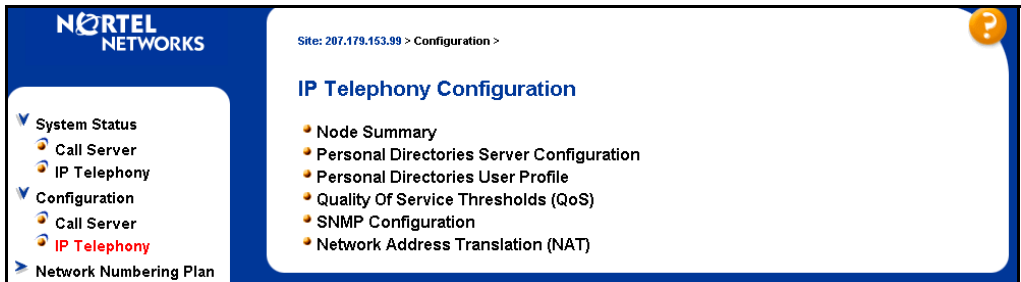 NORTEL
NETWORKS
Site: 207.179.153.99 > Configuration >
?
IP Telephony Configuration
Node Summary
Personal Directories Server Configuration
Personal Directories User Profile
Quality Of Service Thresholds (QoS)
SNMP Configuration
Network Address Translation (NAT)
System Status
Call Server
IP Telephony
Configuration
Call Server
IP Telephony
Network Numbering Plan